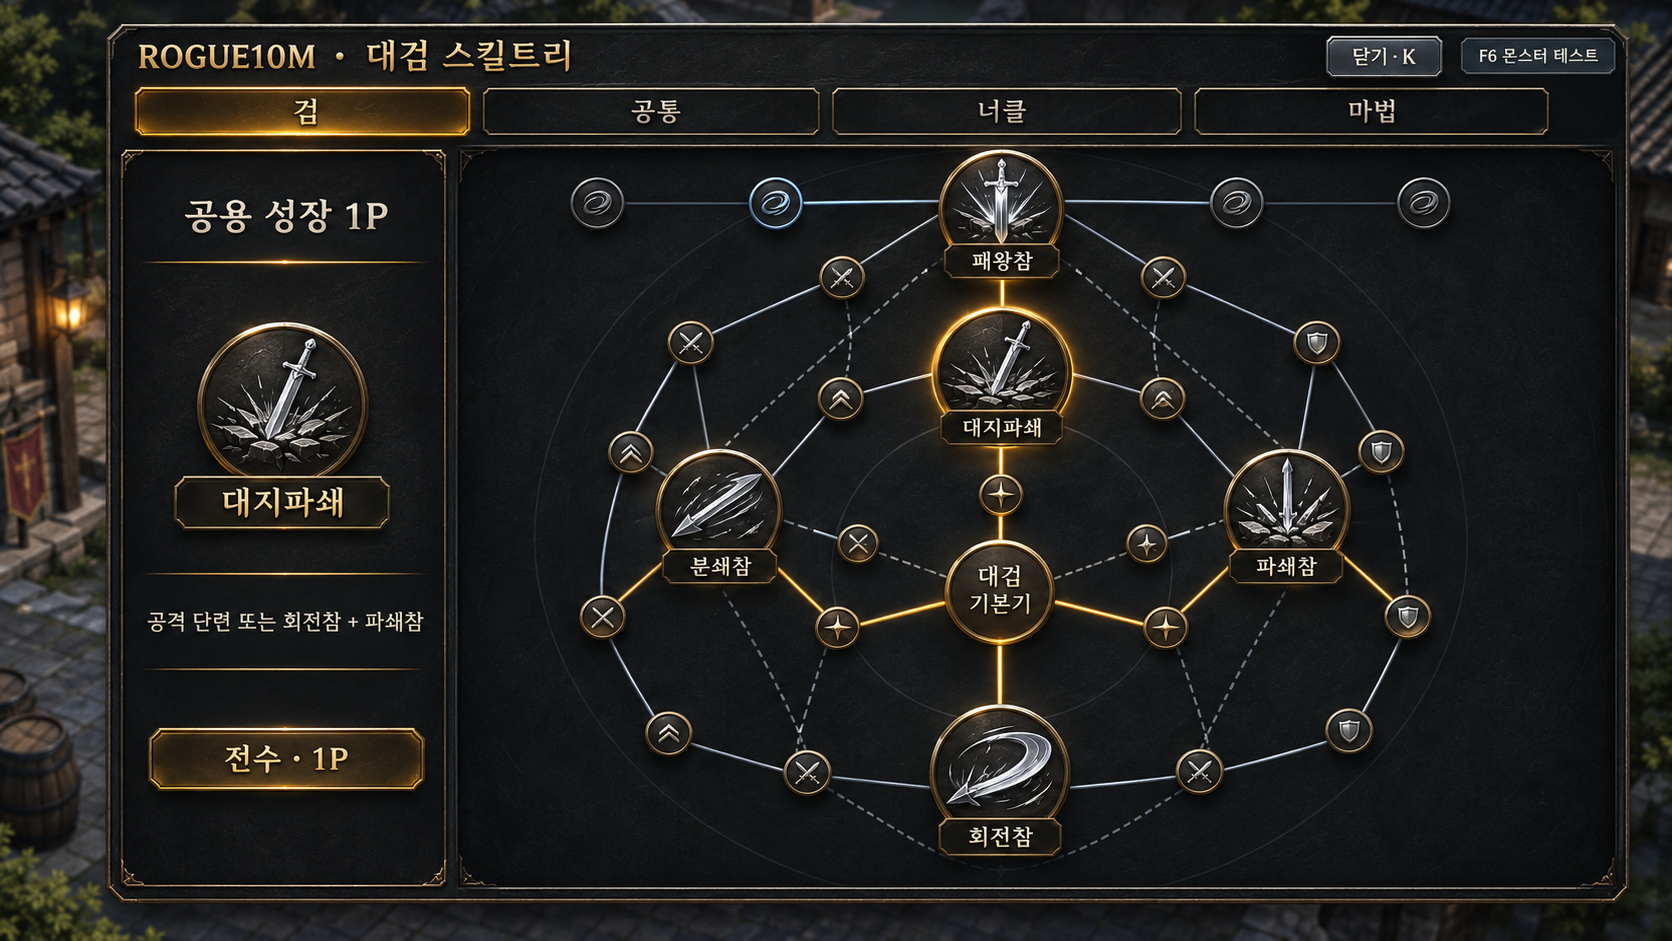 ROGUE10M · 대검 스킬트리
닫기 · K
F6 몬스터 테스트
검
공통
너클
마법
공용 성장 1P
대지파쇄
공격 단련 또는 회전참 + 파쇄참
전수 · 1P
패왕참
대지파쇄
분쇄참
파쇄참
대검
기본기
회전참